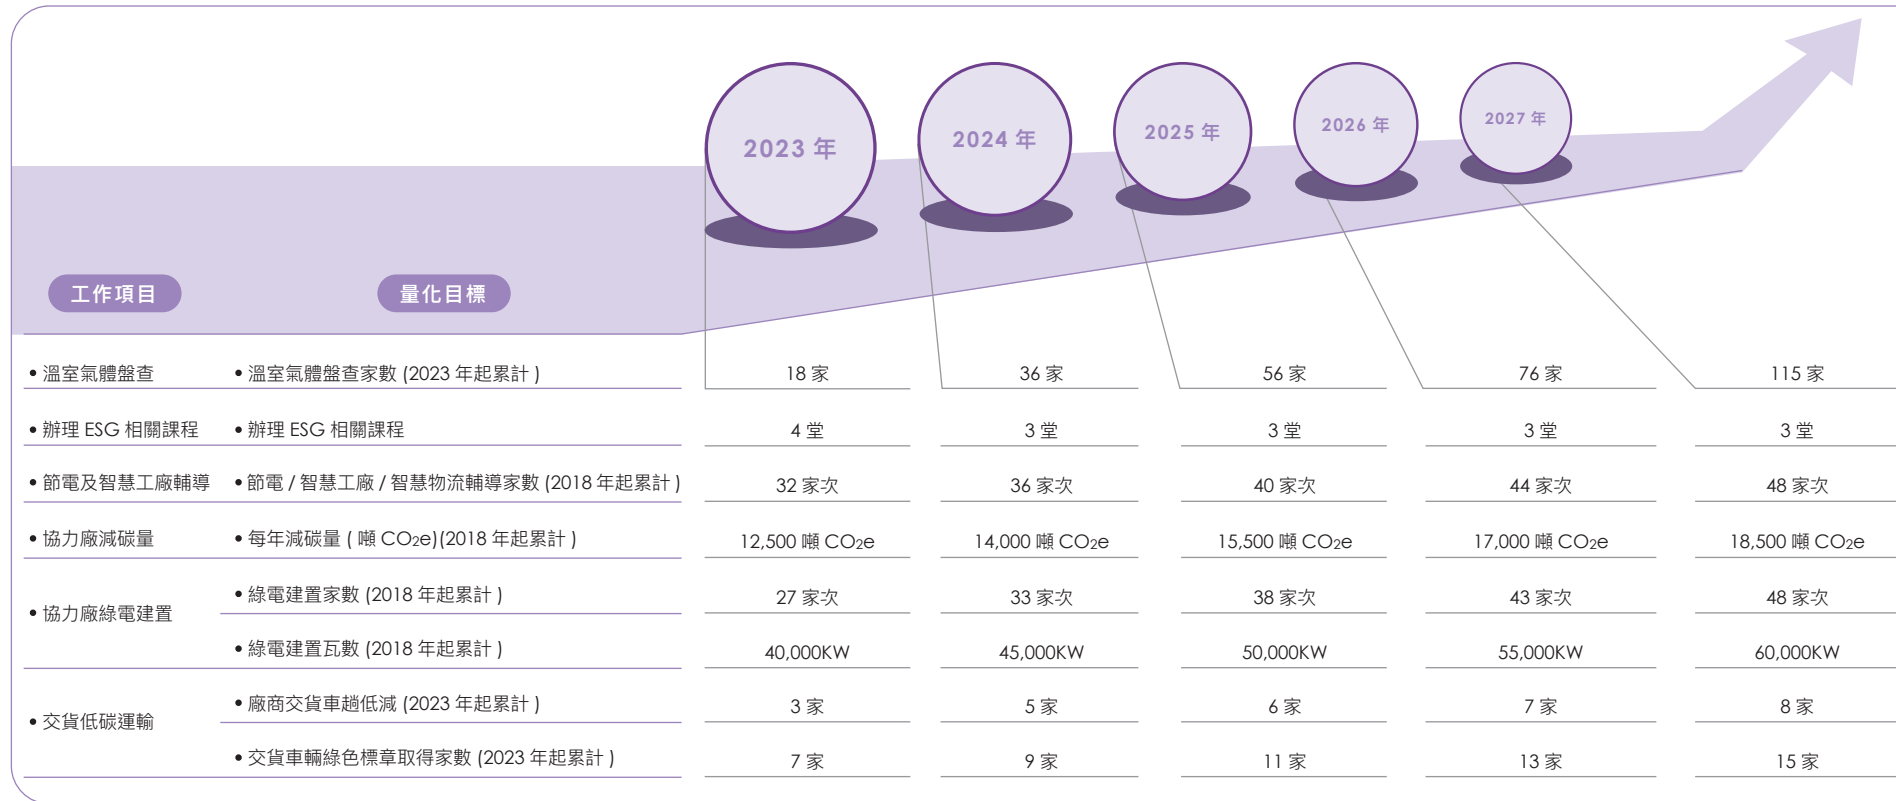 2023 年
2024 年
2025 年
2026 年
2027 年
工作項目
量化目標
• 溫室氣體盤查 • 溫室氣體盤查家數 (2023 年起累計 ) 18 家 36 家 56 家 76 家 115 家
• 辦理 ESG 相關課程 • 辦理 ESG 相關課程 4 堂 3 堂 3 堂 3 堂 3 堂
• 節電及智慧工廠輔導 • 節電 / 智慧工廠 / 智慧物流輔導家數 (2018 年起累計 ) 32 家次 36 家次 40 家次 44 家次 48 家次
• 協力廠減碳量 • 每年減碳量 ( 噸 CO2e)(2018 年起累計 ) 12,500 噸 CO2e 14,000 噸 CO2e 15,500 噸 CO2e 17,000 噸 CO2e 18,500 噸 CO2e
• 協力廠綠電建置
• 綠電建置家數 (2018 年起累計 ) 27 家次 33 家次 38 家次 43 家次 48 家次
• 綠電建置瓦數 (2018 年起累計 ) 40,000KW 45,000KW 50,000KW 55,000KW 60,000KW
• 交貨低碳運輸
• 廠商交貨車趟低減 (2023 年起累計 ) 3 家 5 家 6 家 7 家 8 家
• 交貨車輛綠色標章取得家數 (2023 年起累計 ) 7 家 9 家 11 家 13 家 15 家